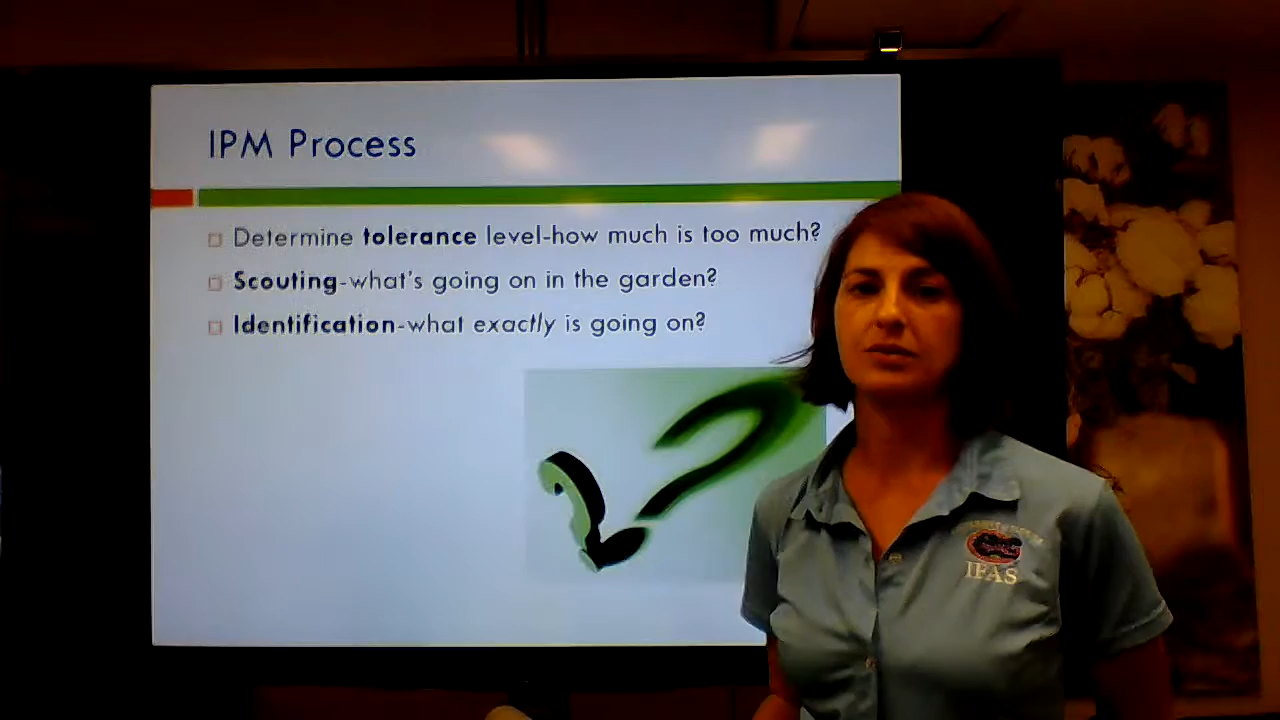 IPM Process
Determine tolerance level-how much is too much?
Scouting-what's going on in the garden?
Identification-what exactly is going on?
IFAS